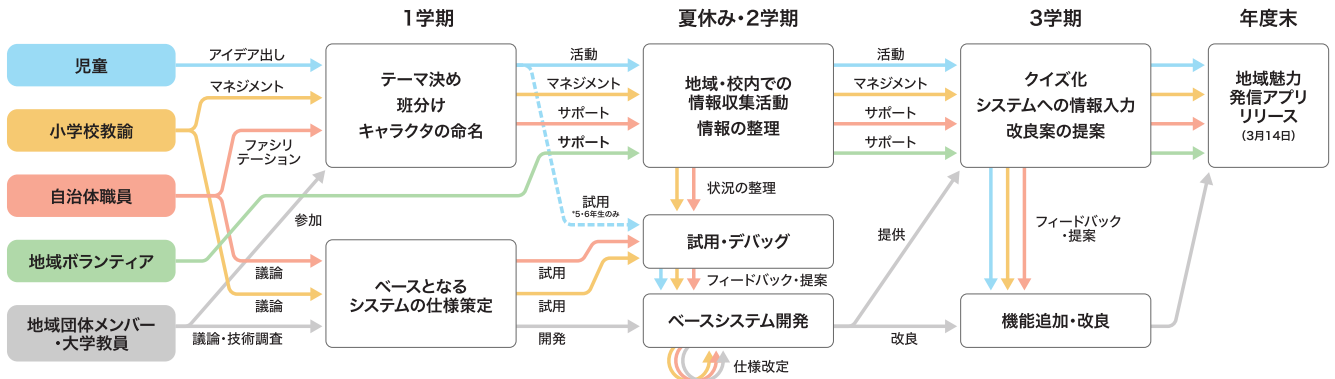 1学期
夏休み・2学期
3学期
年度末
児童
小学校教諭
自治体職員
地域ボランティア
地域団体メンバー
・大学教員
アイデア出し
マネジメント
ファシリ
テーション
参加
議論
議論
議論・技術調査
テーマ決め
班分け
キャラクタの命名
ベースとなる
システムの仕様策定
活動
マネジメント
サポート
サポート
試用
*5・6年生のみ
試用
試用
開発
地域・校内での
情報収集活動
情報の整理
状況の整理
試用・デバッグ
フィードバック・提案
ベースシステム開発
仕様改定
活動
マネジメント
サポート
サポート
提供
改良
クイズ化
システムへの情報入力
改良案の提案
フィードバック
・提案
機能追加・改良
地域魅力
発信アプリ
リリース
（3月14日）